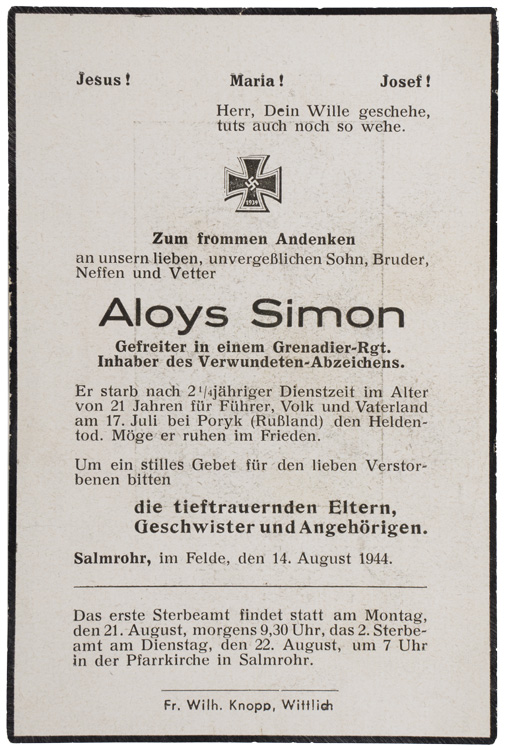 Jesus! Maria! Josef!
Herr, Dein Wille geschehe,
tuts auch noch so wehe.
1939
Zum frommen Andenken
an unsern lieben, unvergeßlichen Sohn, Bruder,
Neffen und Vetter
Aloys Simon
Gefreiter in einem Grenadier-Rgt.
Inhaber des Verwundeten-Abzeichens.
Er starb nach 2 1/4jähriger Dienstzeit im Alter
von 21 Jahren für Führer, Volk und Vaterland
am 17. Juli bei Poryk (Rußland) den Helden-
tod. Möge er ruhen im Frieden.
Um ein stilles Gebet für den lieben Verstor-
benen bitten
die tieftrauernden Eltern,
Geschwister und Angehörigen.
Salmrohr, im Felde, den 14. August 1944.
Das erste Sterbeamt findet statt am Montag,
den 21. August, morgens 9,30 Uhr, das 2. Sterbe-
amt am Dienstag, den 22. August, um 7 Uhr
in der Pfarrkirche in Salmrohr.
Fr. Wilh. Knopp, Wittlich